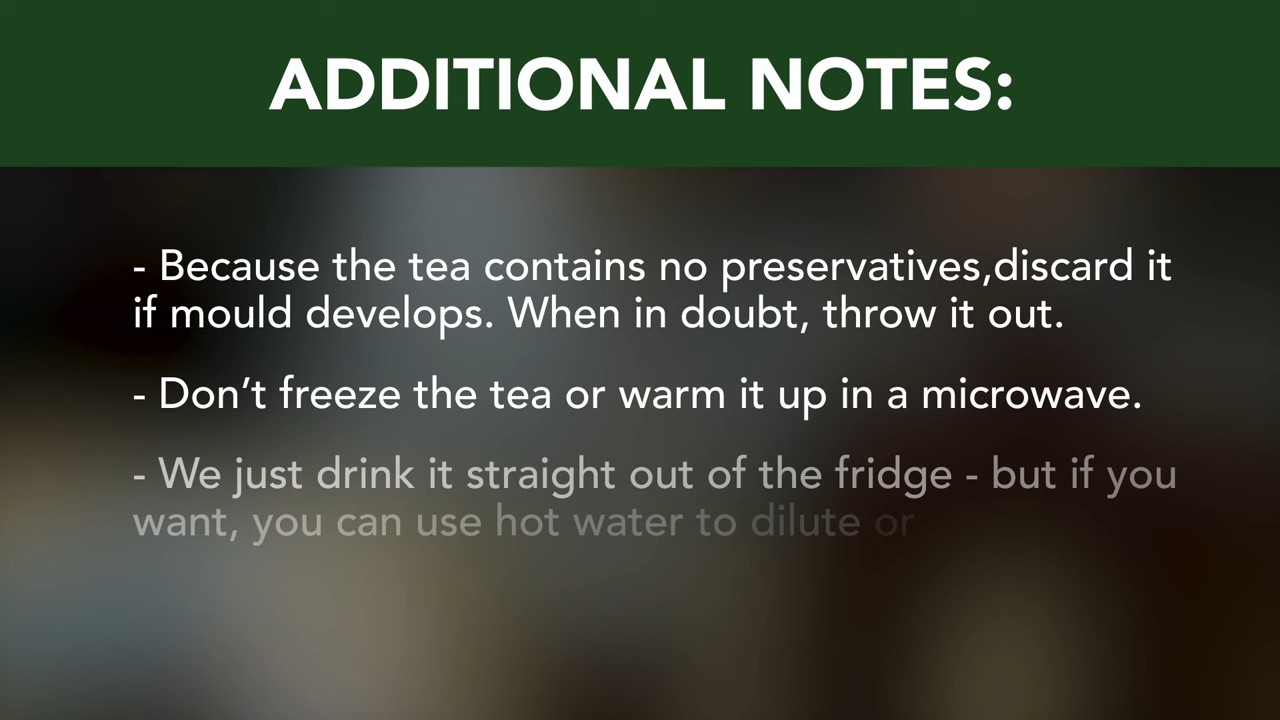 ADDITIONAL NOTES:
- Because the tea contains no preservatives,discard it
if mould develops. When in doubt, throw it out.
- Don’t freeze the tea or warm it up in a microwave.
- We just drink it straight out of the fridge - but if you
want, you can use hot water to dilute or